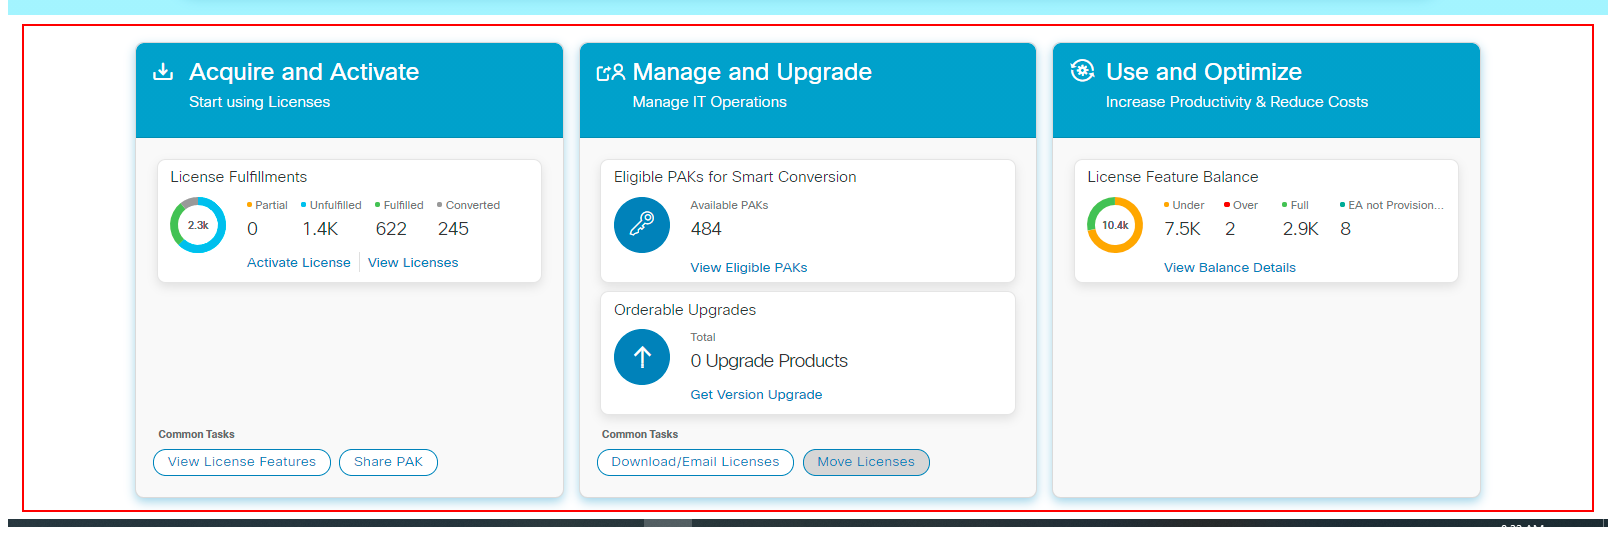 Acquire and Activate
Start using Licenses
License Fulfillments
2.3k
Partial Unfulfilled Fulfilled Converted
0 1.4K 622 245
Activate License View Licenses
Common Tasks
View License Features Share PAK
Manage and Upgrade
Manage IT Operations
Eligible PAKs for Smart Conversion
Available PAKs
484
View Eligible PAKs
Orderable Upgrades
Total
0 Upgrade Products
Get Version Upgrade
Common Tasks
Download/Email Licenses Move Licenses
Use and Optimize
Increase Productivity & Reduce Costs
License Feature Balance
10.4k
Under Over Full EA not Provision...
7.5K 2 2.9K 8
View Balance Details